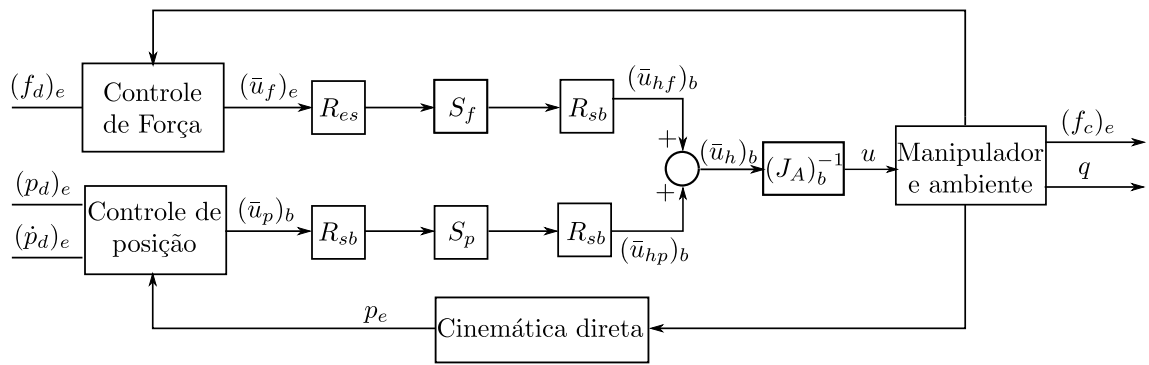 (f_d)_e
Controle
de Força
(ū_f)_e
R_es
S_f
R_sb
(ū_hf)_b
+
+
(ū_h)_b
(J_A)_b^{-1}
u
Manipulador
e ambiente
(f_c)_e
q
(p_d)_e
(ṗ_d)_e
Controle de
posição
(ū_p)_b
R_sb
S_p
R_sb
(ū_hp)_b
p_e
Cinemática direta